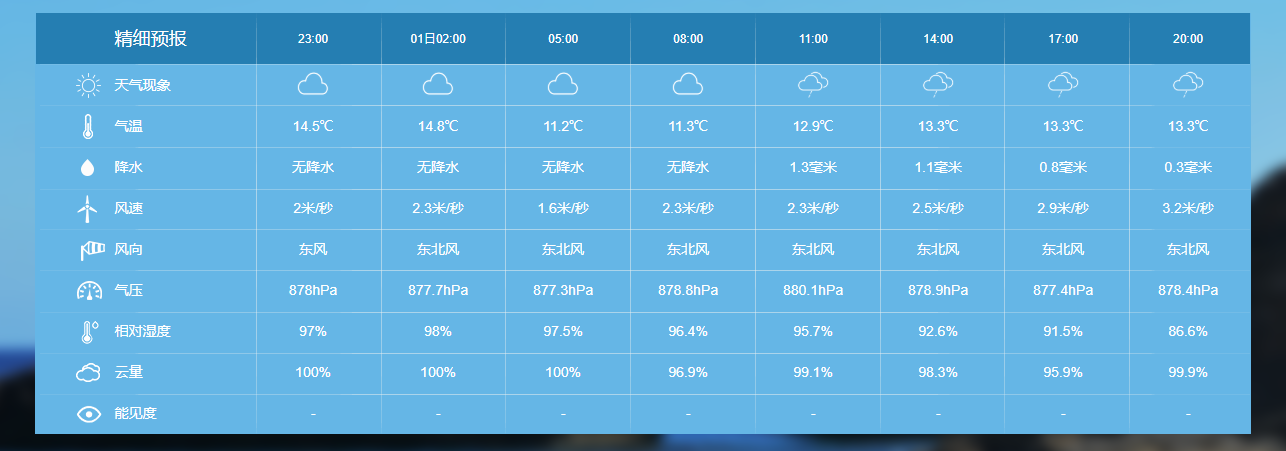 精细预报 23:00 01日02:00 05:00 08:00 11:00 14:00 17:00 20:00
天气现象
气温 14.5℃ 14.8℃ 11.2℃ 11.3℃ 12.9℃ 13.3℃ 13.3℃ 13.3℃
降水 无降水 无降水 无降水 无降水 1.3毫米 1.1毫米 0.8毫米 0.3毫米
风速 2米/秒 2.3米/秒 1.6米/秒 2.3米/秒 2.3米/秒 2.5米/秒 2.9米/秒 3.2米/秒
风向 东风 东北风 东北风 东北风 东北风 东北风 东北风 东北风
气压 878hPa 877.7hPa 877.3hPa 878.8hPa 880.1hPa 878.9hPa 877.4hPa 878.4hPa
相对湿度 97% 98% 97.5% 96.4% 95.7% 92.6% 91.5% 86.6%
云量 100% 100% 100% 96.9% 99.1% 98.3% 95.9% 99.9%
能见度 - - - - - - - -